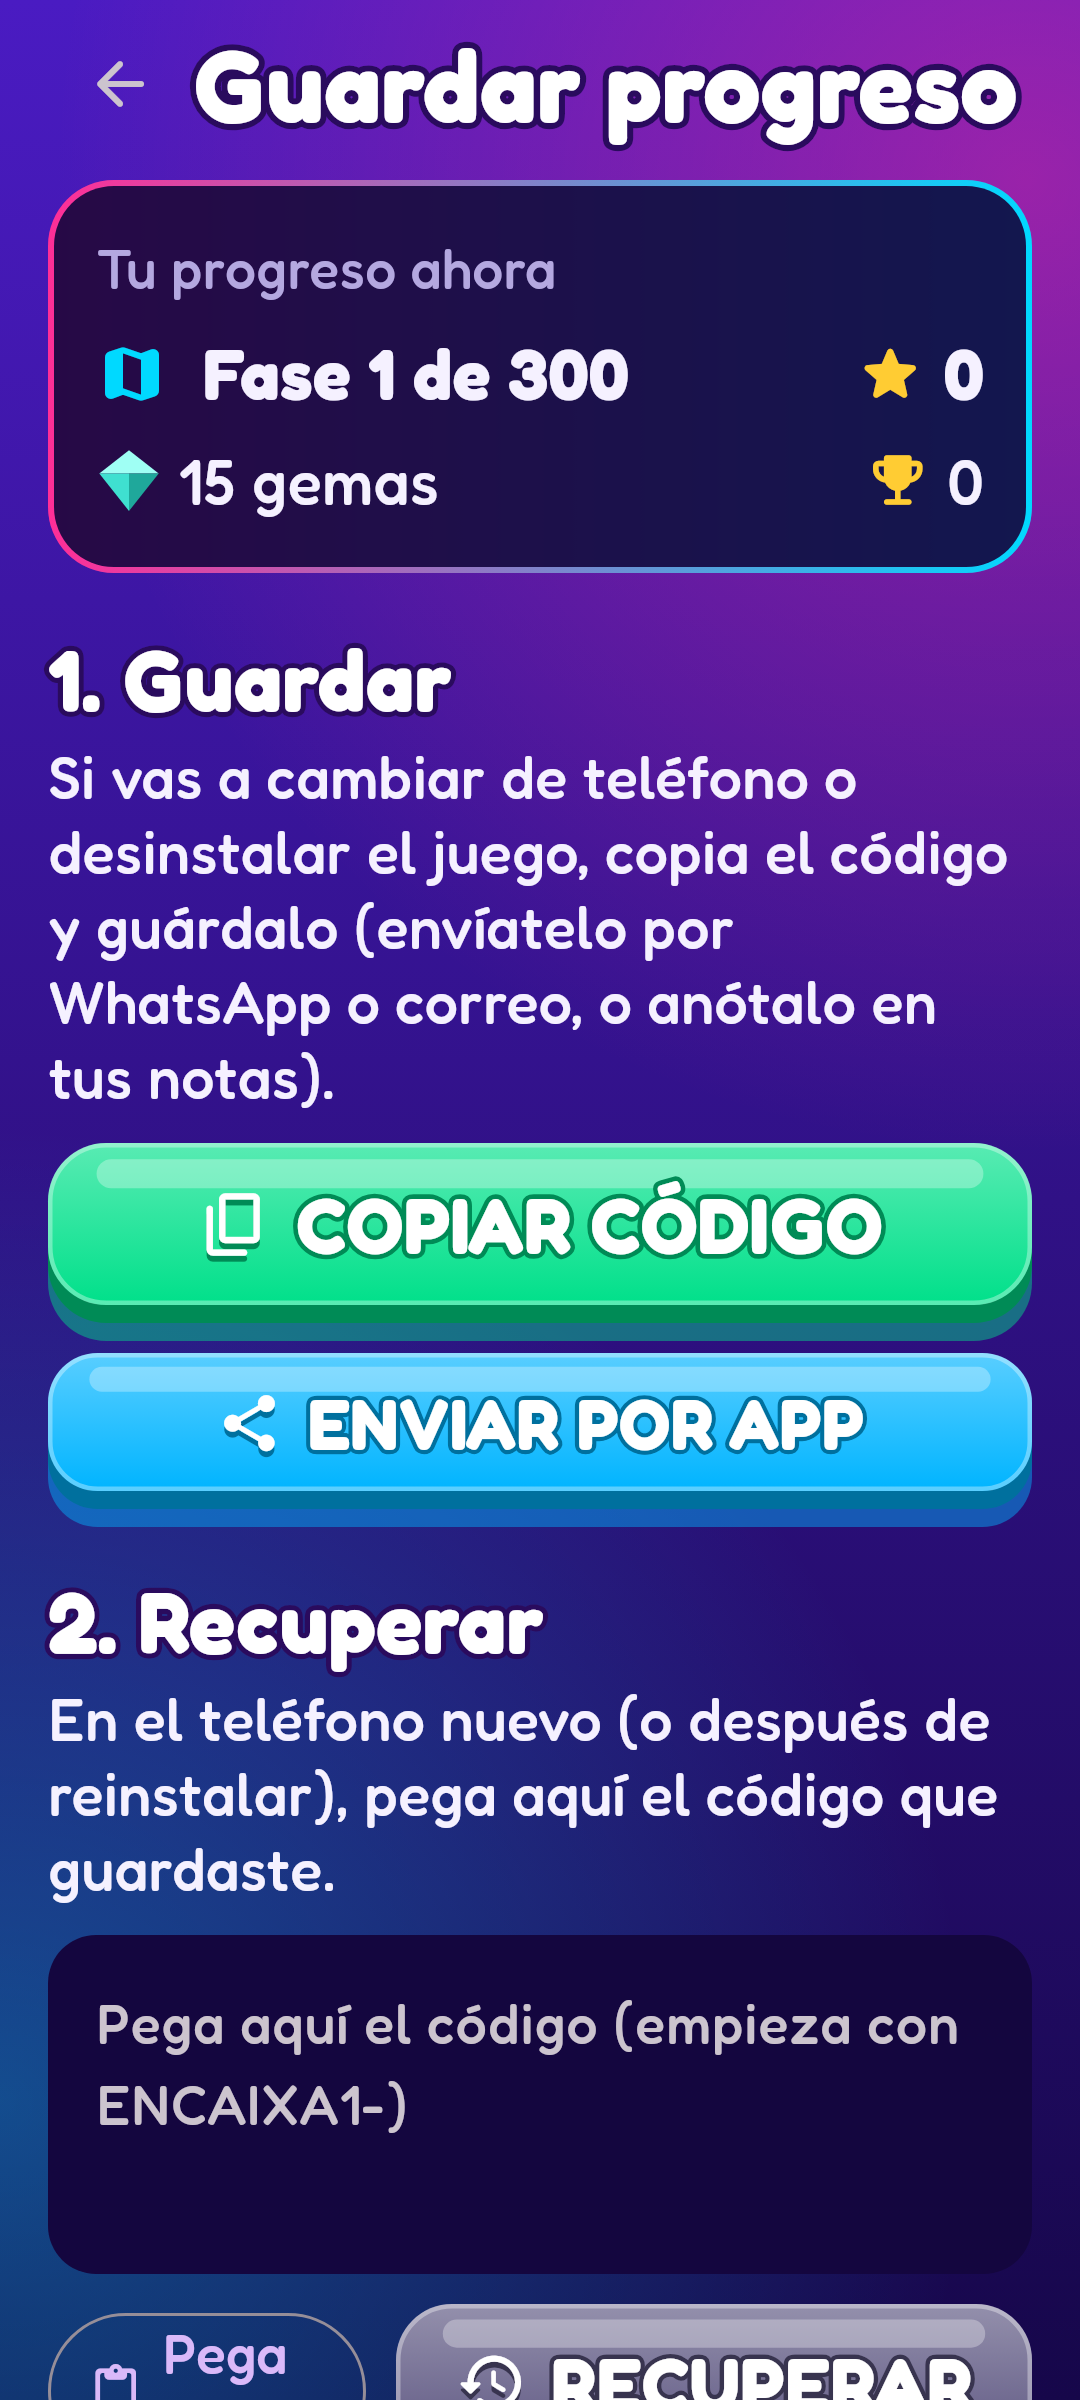 Guardar progreso
Tu progreso ahora
Fase 1 de 300
0
15 gemas
0
1. Guardar
Si vas a cambiar de teléfono o
desinstalar el juego, copia el código
y guárdalo (envíatelo por
WhatsApp o correo, o anótalo en
tus notas).
COPIAR CÓDIGO
ENVIAR POR APP
2. Recuperar
En el teléfono nuevo (o después de
reinstalar), pega aquí el código que
guardaste.
Pega aquí el código (empieza con
ENCAIXA1-)
Pega
RECUPERAR